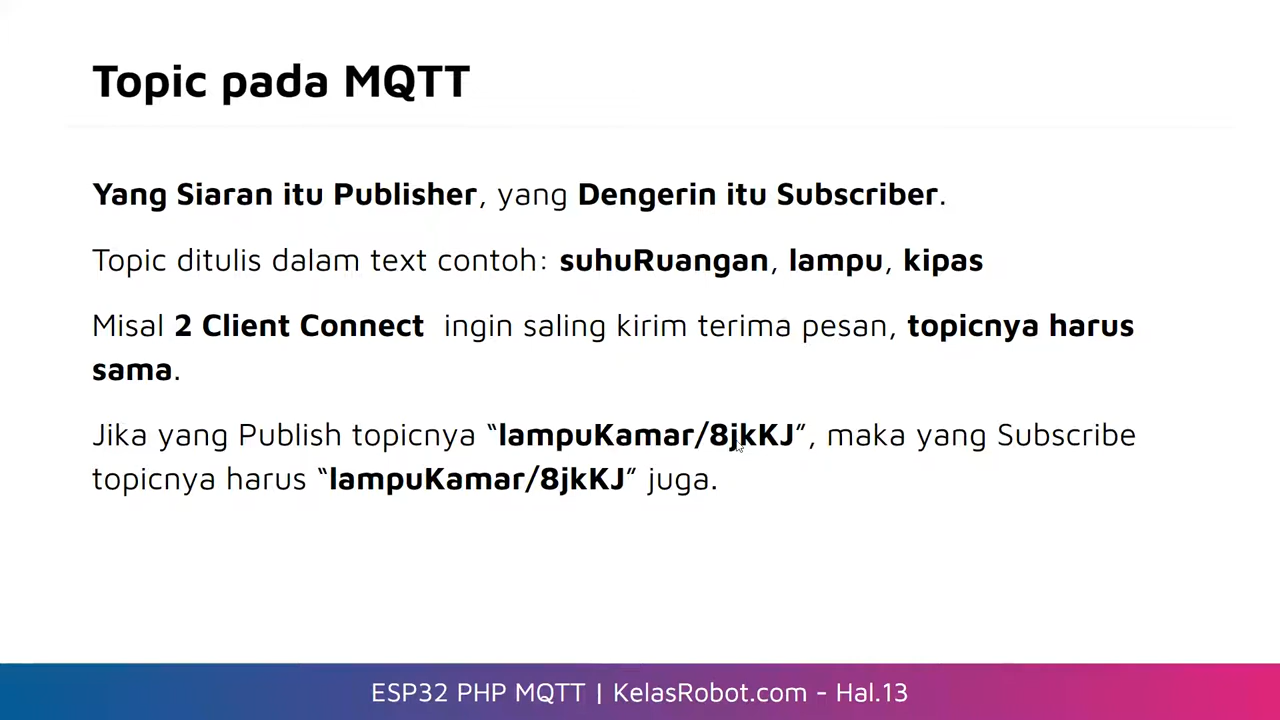 Topic pada MQTT
Yang Siaran itu Publisher, yang Dengerin itu Subscriber.
Topic ditulis dalam text contoh: suhuRuangan, lampu, kipas
Misal 2 Client Connect  ingin saling kirim terima pesan, topicnya harus
sama.
Jika yang Publish topicnya “lampuKamar/8jkKJ”, maka yang Subscribe
topicnya harus “lampuKamar/8jkKJ” juga.
ESP32 PHP MQTT | KelasRobot.com - Hal.13